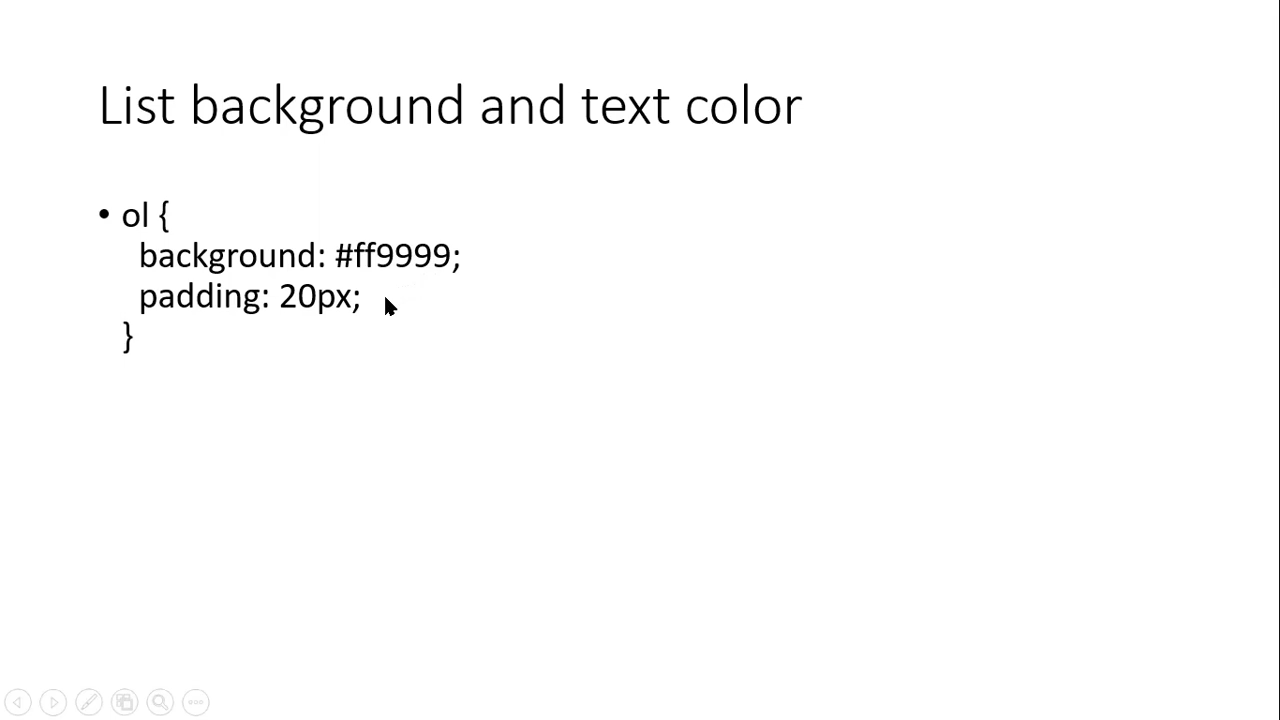 List background and text color
• ol {
background: #ff9999;
padding: 20px;
}